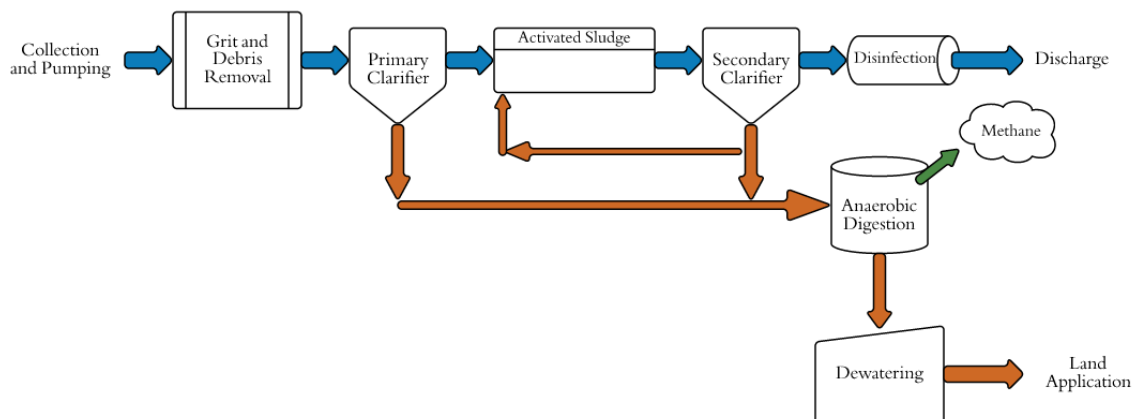 Collection
and Pumping
Grit and
Debris
Removal
Primary
Clarifier
Activated Sludge
Secondary
Clarifier
Disinfection
Discharge
Methane
Anaerobic
Digestion
Dewatering
Land
Application